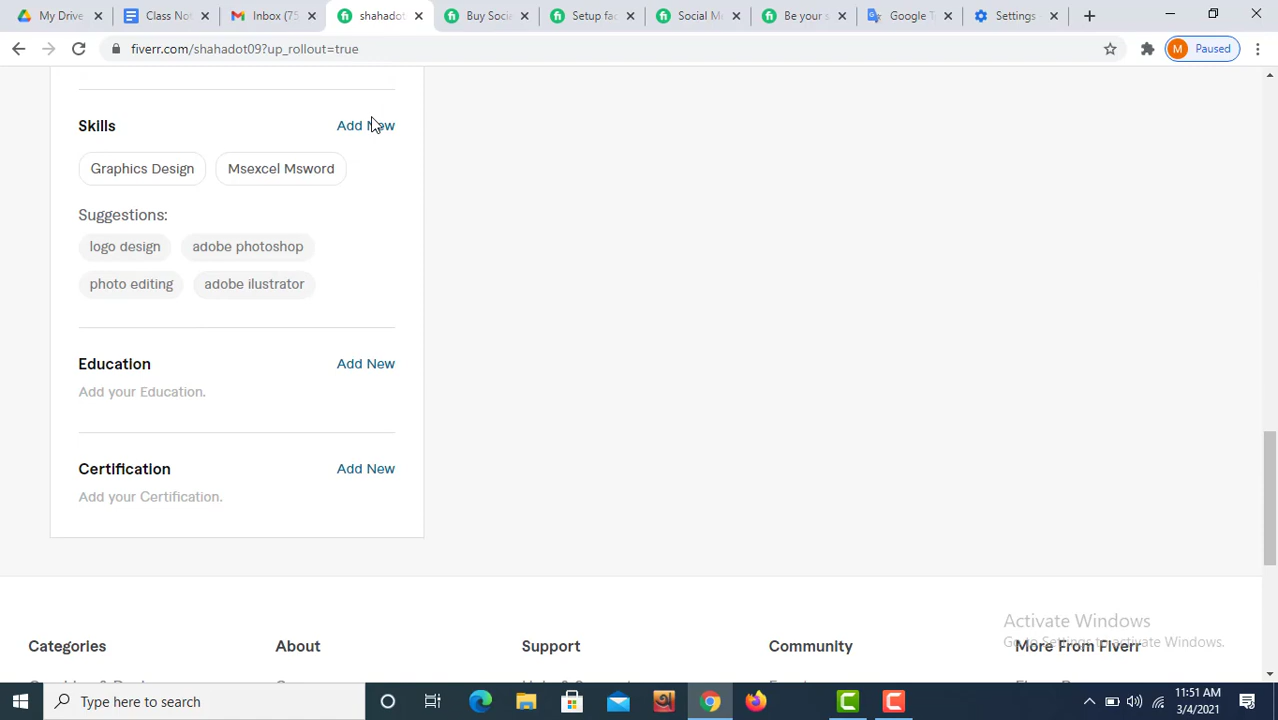 My Drive
Class No
Inbox (75
shahadot
Buy Socia
Setup fac
Social M
Be your s
Google T
Settings
fiverr.com/shahadot09?up_rollout=true
M Paused
Skills
Add New
Graphics Design
Msexcel Msword
Suggestions:
logo design
adobe photoshop
photo editing
adobe ilustrator
Education
Add New
Add your Education.
Certification
Add New
Add your Certification.
Activate Windows
Go to Settings to activate Windows.
Categories
About
Support
Community
More From Fiverr
Type here to search
11:51 AM
3/4/2021